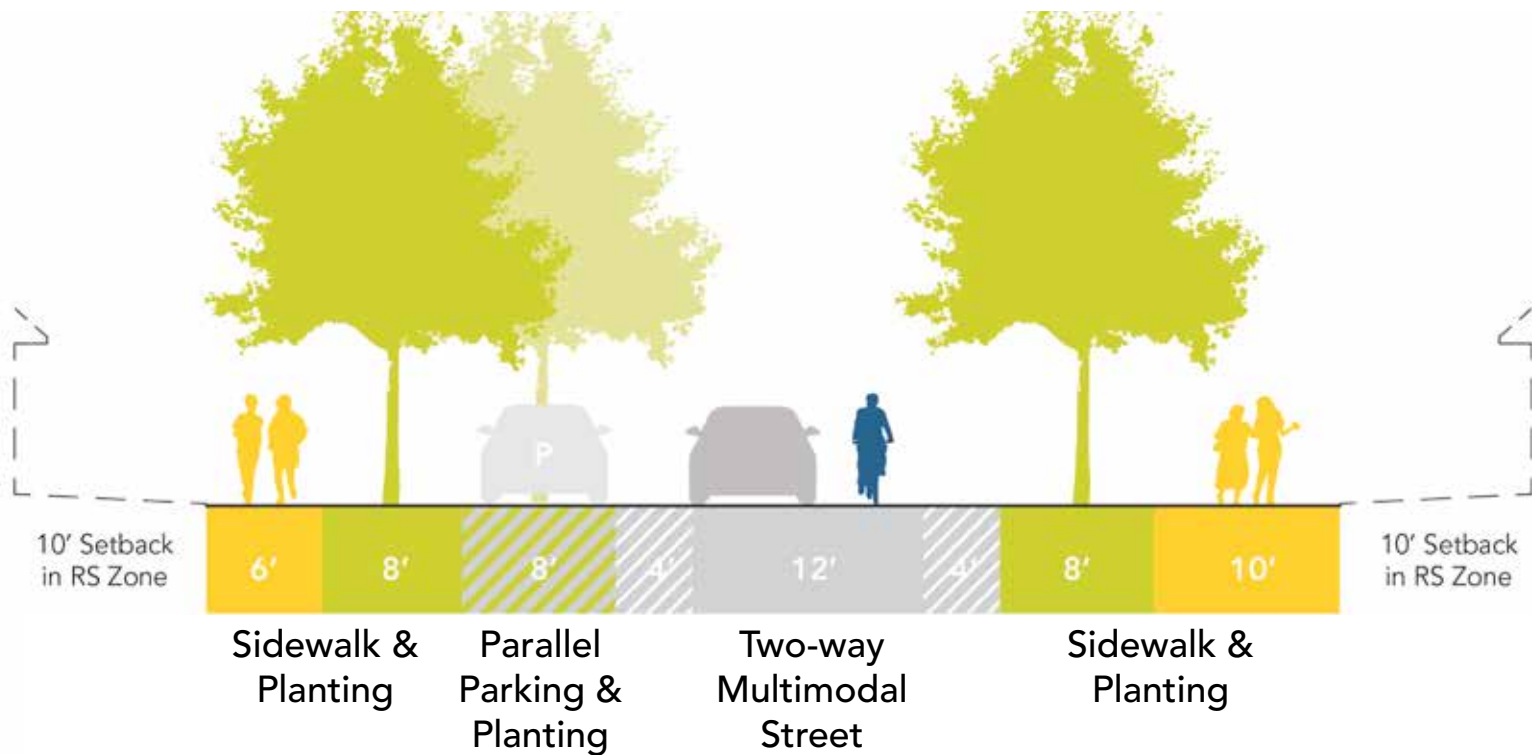 P
10' Setback
in RS Zone
6'
8'
8'
4'
12'
4'
8'
10'
10' Setback
in RS Zone
Sidewalk &
Planting
Parallel
Parking &
Planting
Two-way
Multimodal
Street
Sidewalk &
Planting